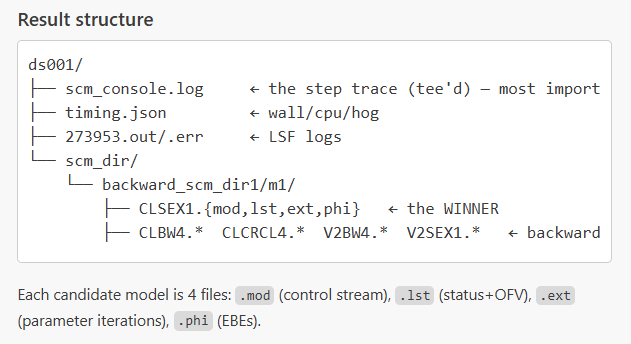 Result structure
ds001/
├── scm_console.log     ← the step trace (tee'd) — most import
├── timing.json         ← wall/cpu/hog
├── 273953.out/.err     ← LSF logs
└── scm_dir/
    └── backward_scm_dir1/m1/
        ├── CLSEX1.{mod,lst,ext,phi}   ← the WINNER
        ├── CLBW4.*  CLCRCL4.*  V2BW4.*  V2SEX1.*   ← backward
Each candidate model is 4 files: .mod (control stream), .lst (status+OFV), .ext
(parameter iterations), .phi (EBEs).